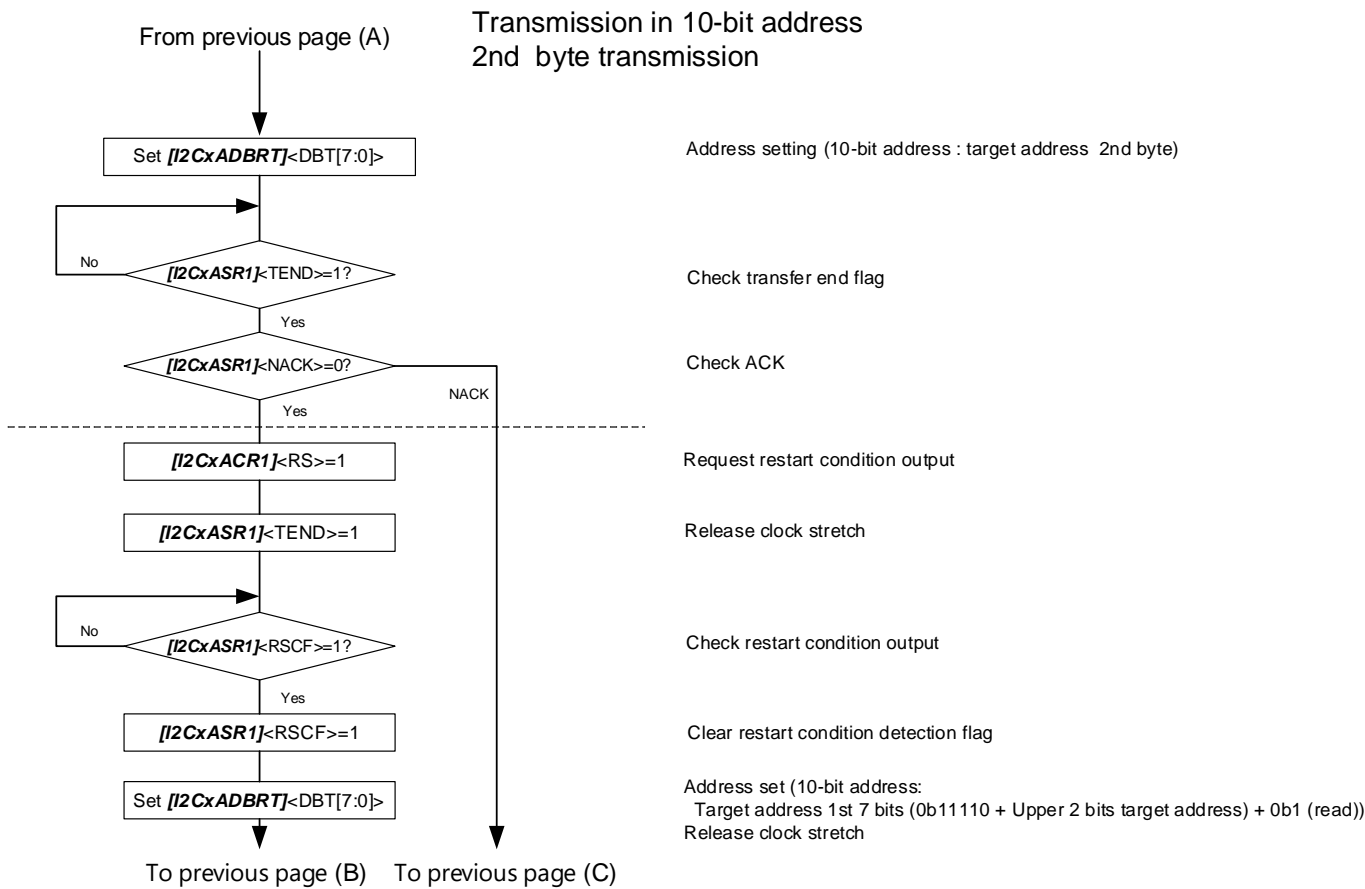 Transmission in 10-bit address
2nd byte transmission
From previous page (A)
Set [I2CxADBRT]<DBT[7:0]>
Address setting (10-bit address : target address 2nd byte)
No
[I2CxASR1]<TEND>=1?
Check transfer end flag
Yes
[I2CxASR1]<NACK>=0?
Check ACK
NACK
Yes
[I2CxACR1]<RS>=1
Request restart condition output
[I2CxASR1]<TEND>=1
Release clock stretch
No
[I2CxASR1]<RSCF>=1?
Check restart condition output
Yes
[I2CxASR1]<RSCF>=1
Clear restart condition detection flag
Set [I2CxADBRT]<DBT[7:0]>
Address set (10-bit address:
Target address 1st 7 bits (0b11110 + Upper 2 bits target address) + 0b1 (read))
Release clock stretch
To previous page (B)
To previous page (C)